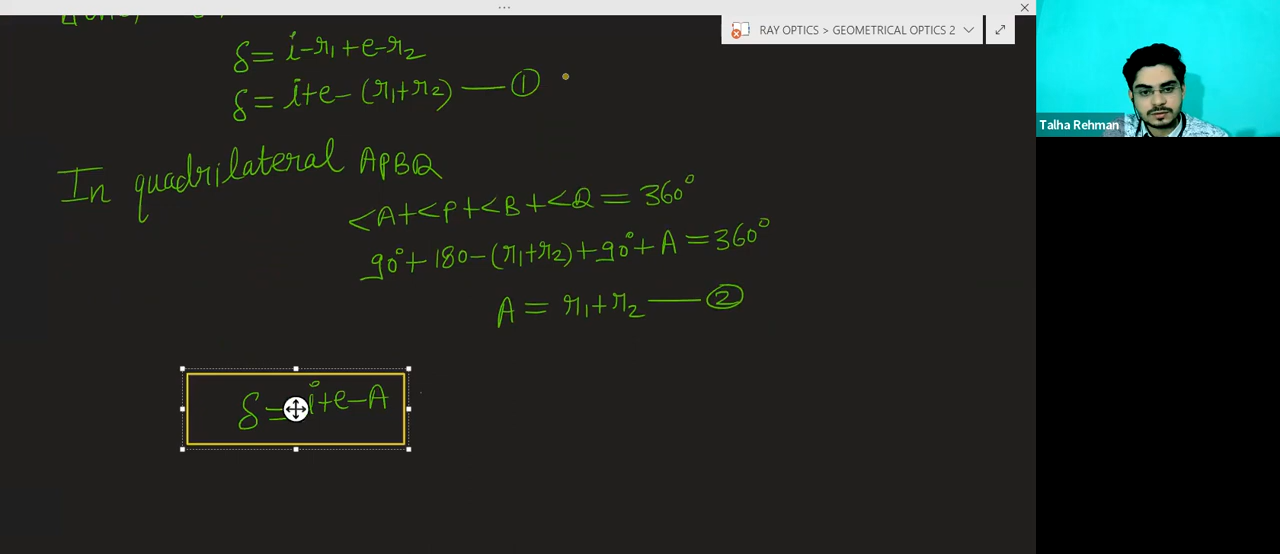 RAY OPTICS > GEOMETRICAL OPTICS 2
Talha Rehman
δ = i-r₁+e-r₂
δ = i+e-(r₁+r₂) — ①
In quadrilateral APBQ
<A+<P+<B+<Q = 360°
90°+180-(r₁+r₂)+90°+A = 360°
A = r₁+r₂ — ②
δ = i+e-A